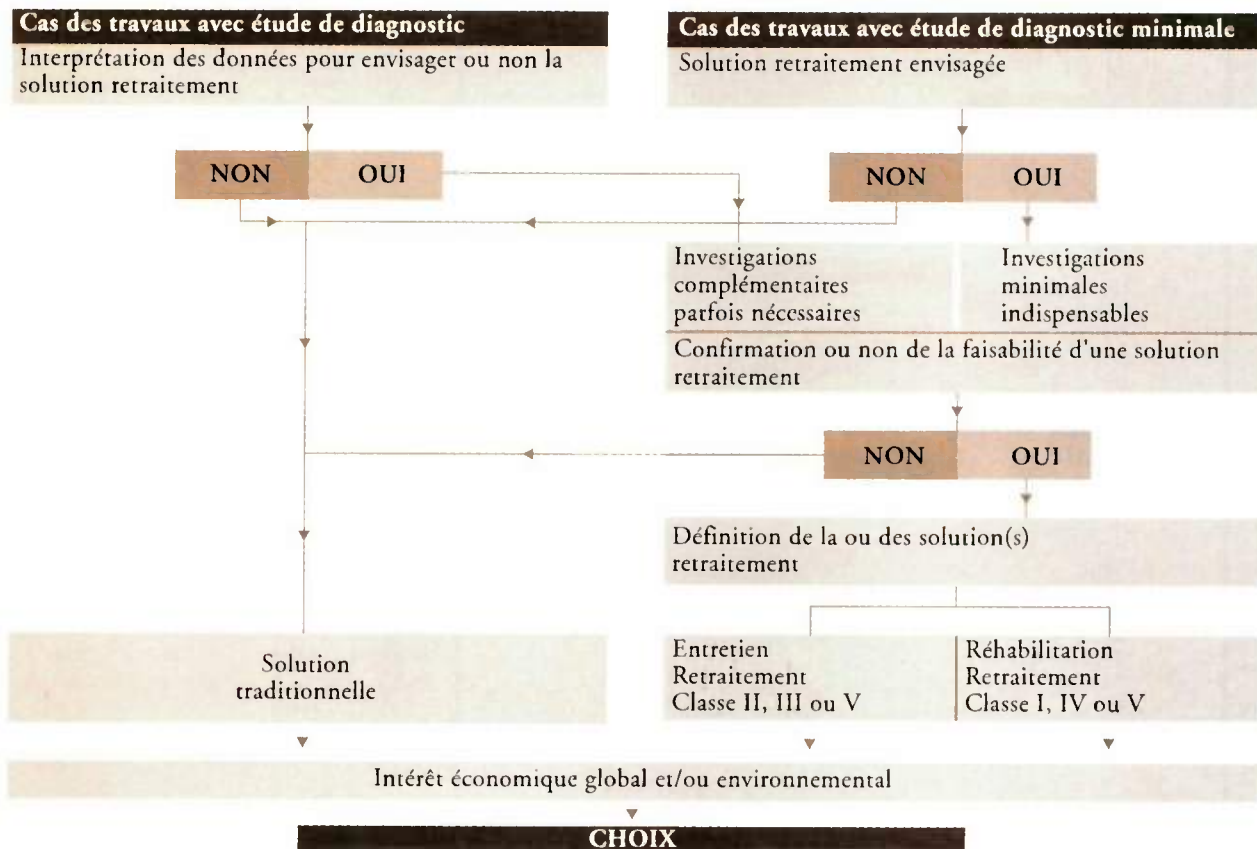 Cas des travaux avec étude de diagnostic
Interprétation des données pour envisager ou non la
solution retraitement
Cas des travaux avec étude de diagnostic minimale
Solution retraitement envisagée
NON
OUI
NON
OUI
Investigations
complémentaires
parfois nécessaires
Investigations
minimales
indispensables
Confirmation ou non de la faisabilité d'une solution
retraitement
NON
OUI
Définition de la ou des solution(s)
retraitement
Solution
traditionnelle
Entretien
Retraitement
Classe II, III ou V
Réhabilitation
Retraitement
Classe I, IV ou V
Intérêt économique global et/ou environnemental
CHOIX